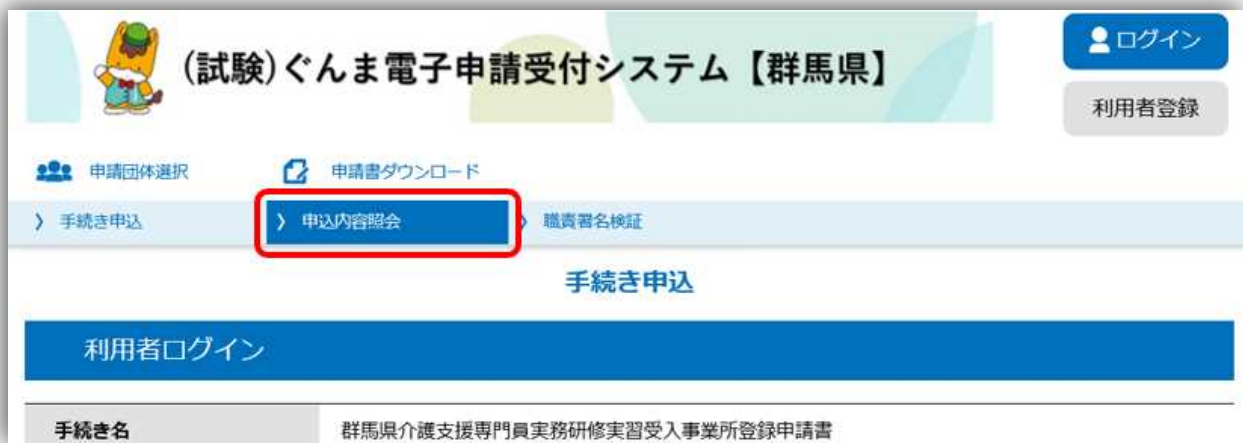 (試験)ぐんま電子申請受付システム【群馬県】
ログイン
利用者登録
申請団体選択
申請書ダウンロード
> 手続き申込
> 申込内容照会
> 職責署名検証
手続き申込
利用者ログイン
手続き名
群馬県介護支援専門員実務研修実習受入事業所登録申請書